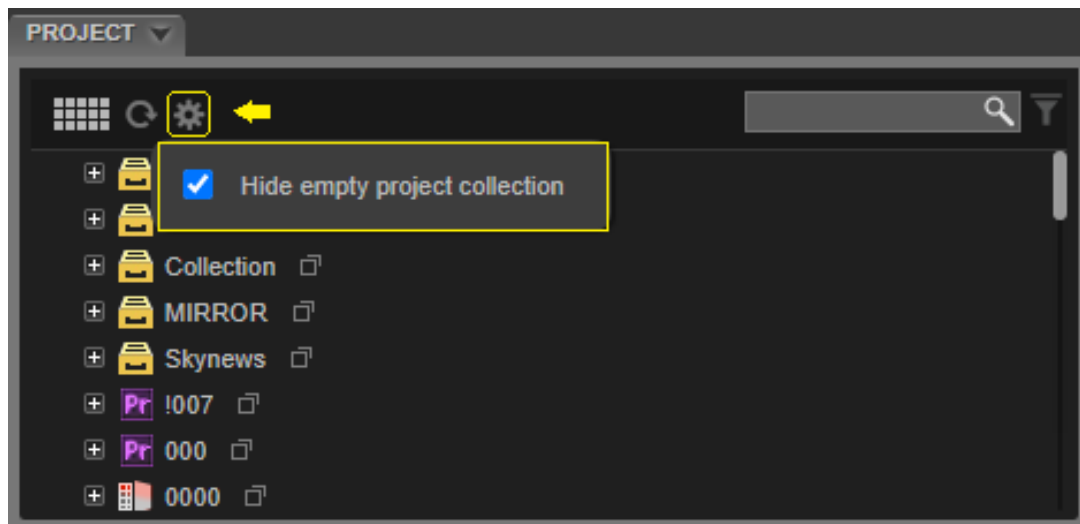 PROJECT
Hide empty project collection
Collection
MIRROR
Skynews
Pr !007
Pr 000
0000